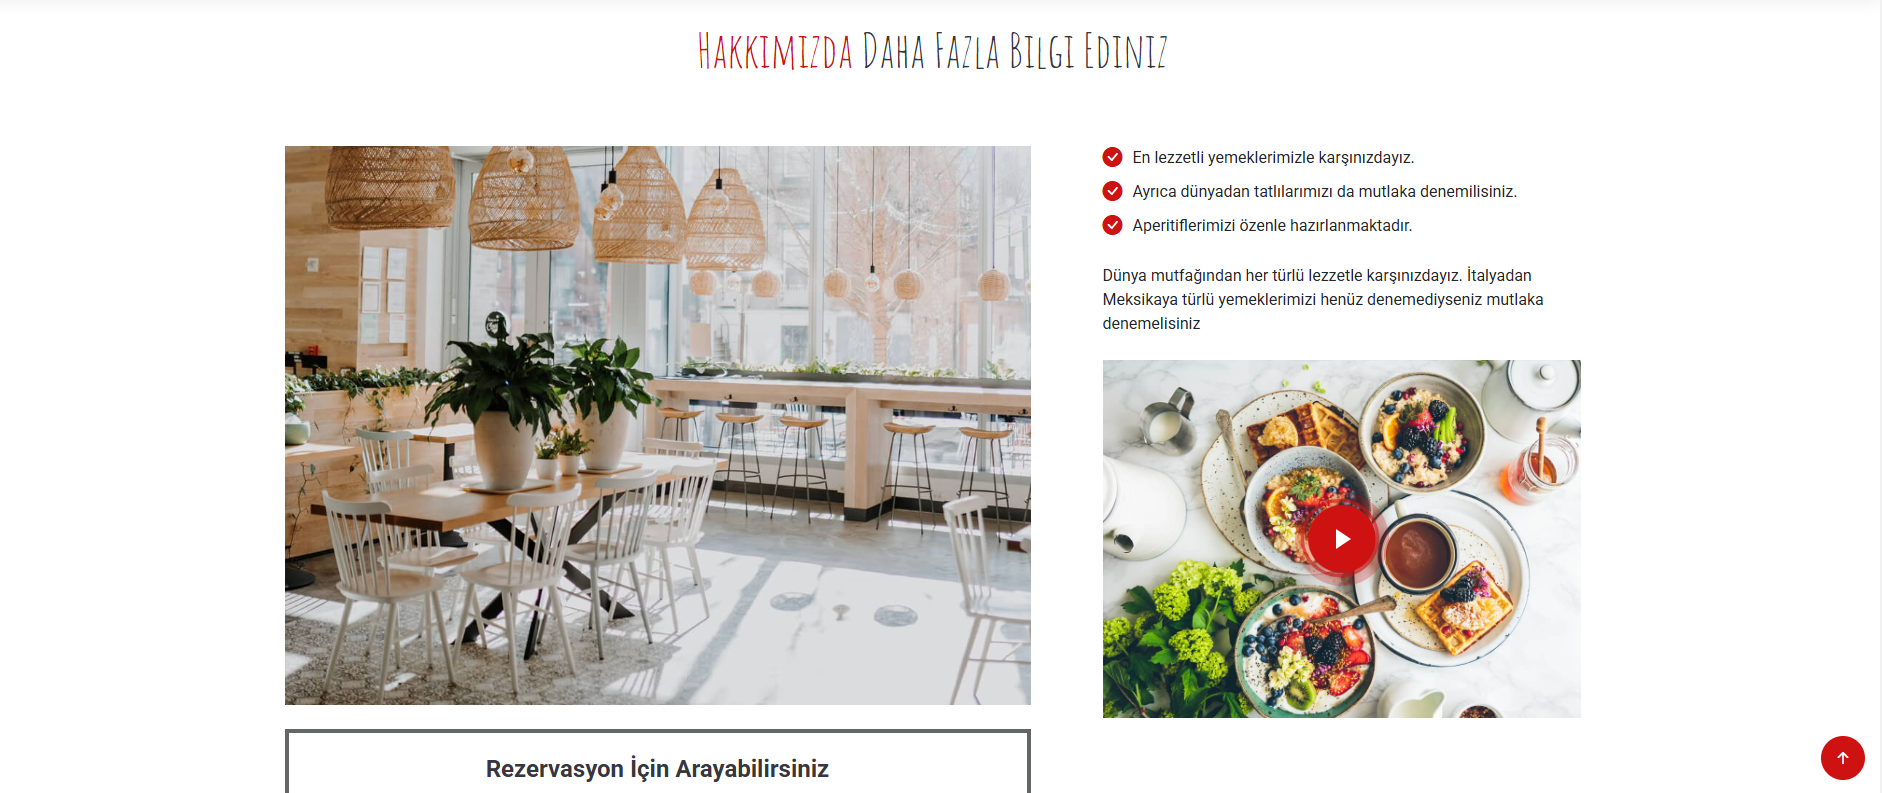 Hakkımızda Daha Fazla Bilgi Ediniz
En lezzetli yemeklerimizle karşınızdayız.
Ayrıca dünyadan tatlılarımızı da mutlaka denemilisiniz.
Aperitiflerimizi özenle hazırlanmaktadır.
Dünya mutfağından her türlü lezzetle karşınızdayız. İtalyadan
Meksikaya türlü yemeklerimizi henüz denemediyseniz mutlaka
denemelisiniz
Rezervasyon İçin Arayabilirsiniz